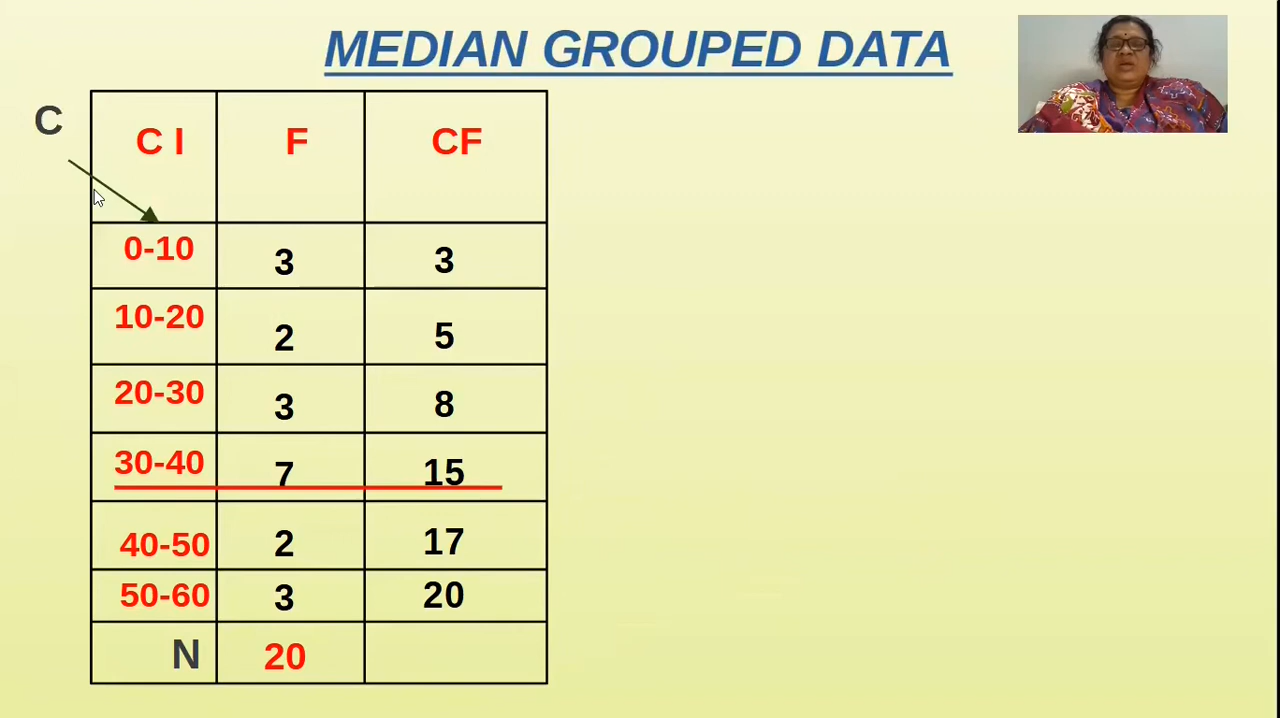 MEDIAN GROUPED DATA
C
C I F CF
0-10 3 3
10-20 2 5
20-30 3 8
30-40 7 15
40-50 2 17
50-60 3 20
N 20